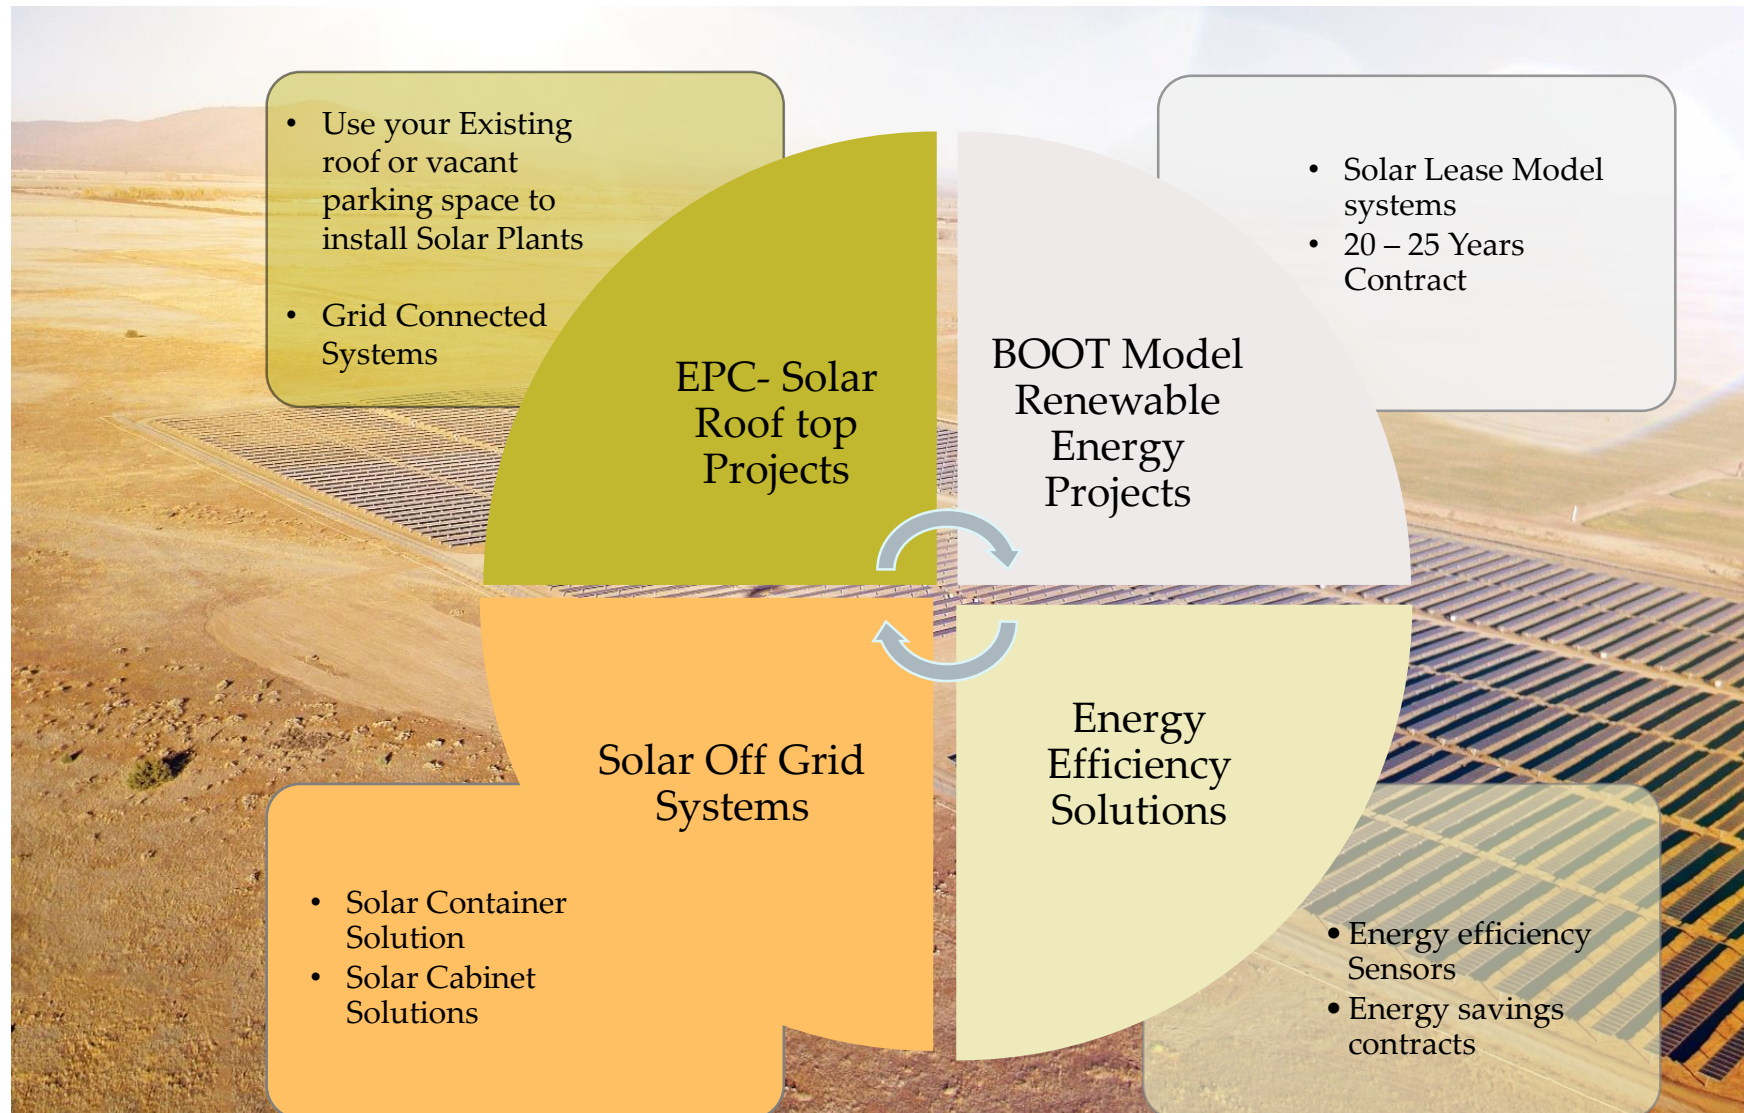 • Use your Existing
roof or vacant
parking space to
install Solar Plants
• Grid Connected
Systems
EPC- Solar
Roof top
Projects
• Solar Lease Model
systems
• 20 – 25 Years
Contract
BOOT Model
Renewable
Energy
Projects
Solar Off Grid
Systems
• Solar Container
Solution
• Solar Cabinet
Solutions
Energy
Efficiency
Solutions
• Energy efficiency
Sensors
• Energy savings
contracts